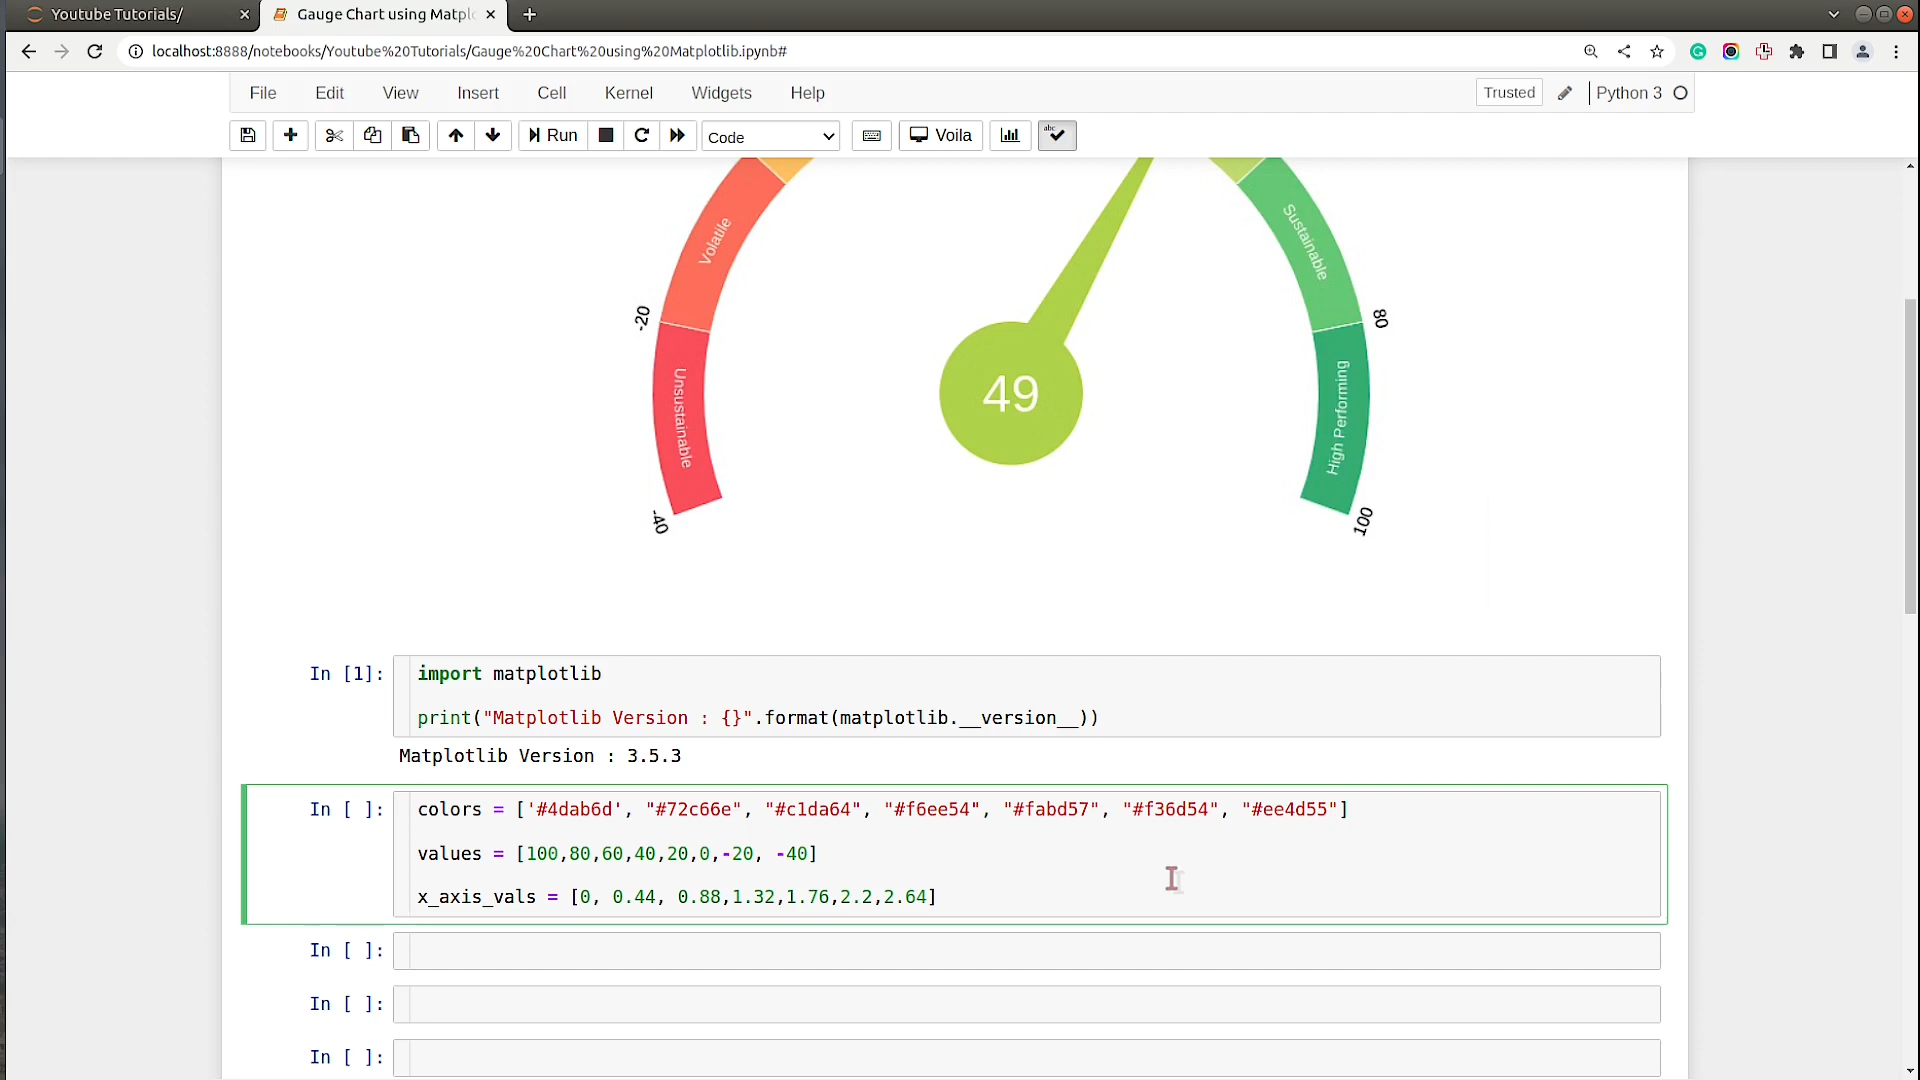 Youtube Tutorials/
Gauge Chart using Matplo
localhost:8888/notebooks/Youtube%20Tutorials/Gauge%20Chart%20using%20Matplotlib.ipynb#
File Edit View Insert Cell Kernel Widgets Help
Trusted
Python 3
Run
Code
Voila
abc
Volatile
Sustainable
-20
80
Unsustainable
49
High Performing
-40
100
In [1]:
import matplotlib
print("Matplotlib Version : {}".format(matplotlib.__version__))
Matplotlib Version : 3.5.3
In [ ]:
colors = ['#4dab6d', "#72c66e", "#c1da64", "#f6ee54", "#fabd57", "#f36d54", "#ee4d55"]
values = [100,80,60,40,20,0,-20, -40]
x_axis_vals = [0, 0.44, 0.88,1.32,1.76,2.2,2.64]
In [ ]:
In [ ]:
In [ ]: